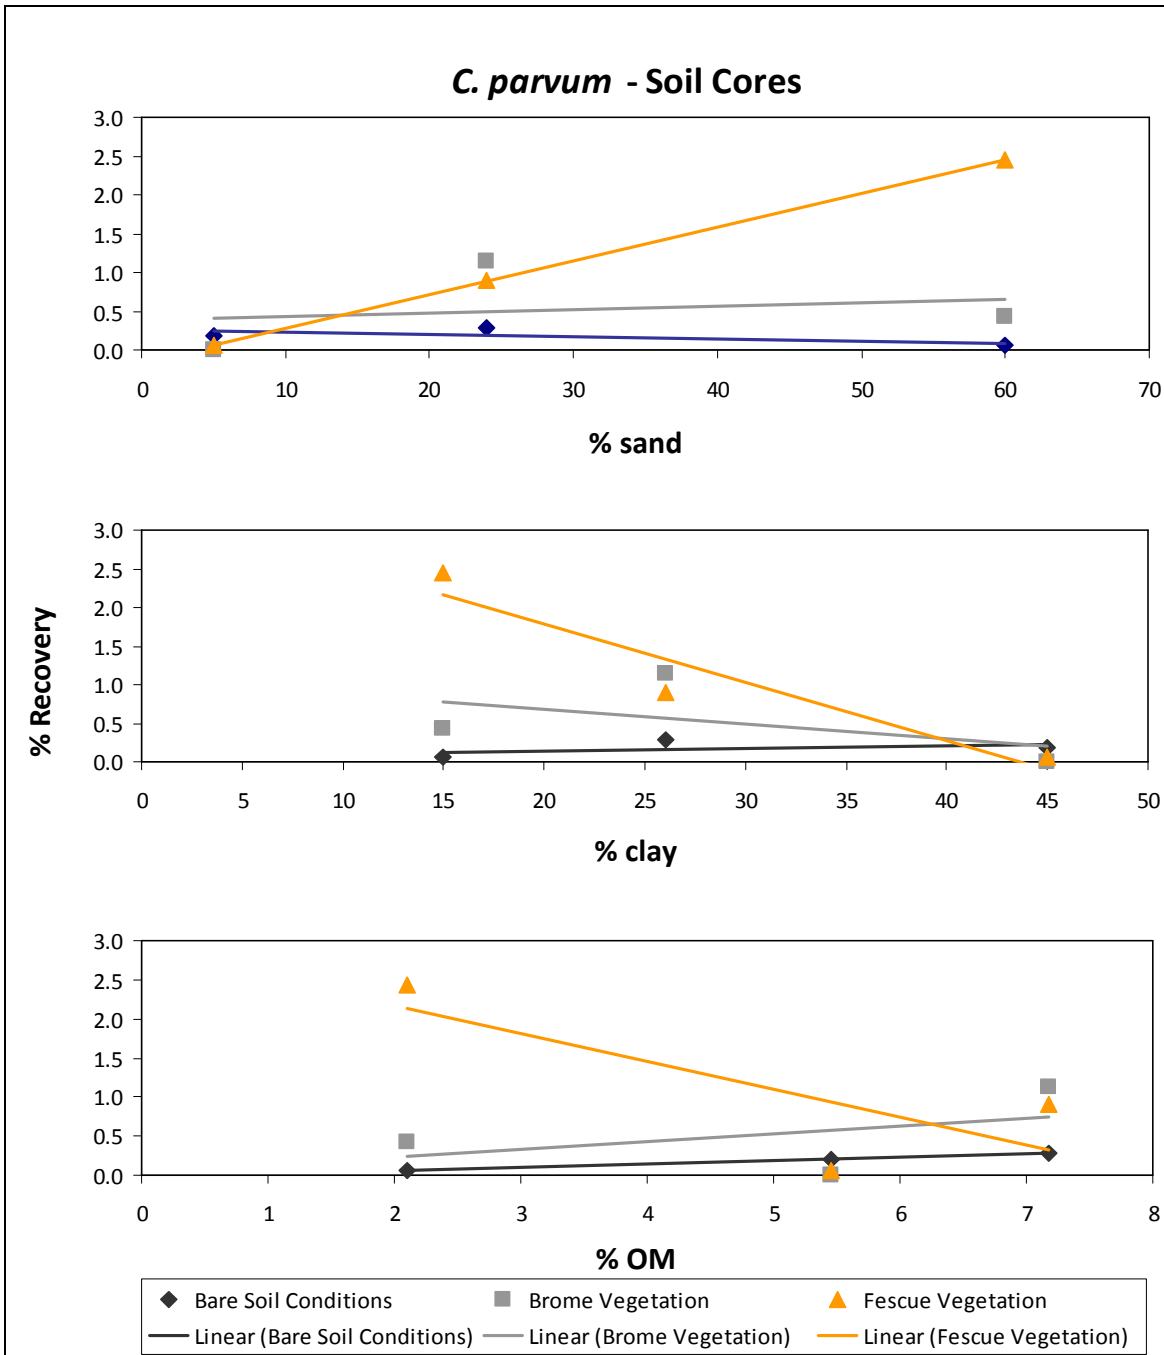 C. parvum - Soil Cores
3.0
2.5
2.0
1.5
1.0
0.5
0.0
0 10 20 30 40 50 60 70
% sand
% Recovery
3.0
2.5
2.0
1.5
1.0
0.5
0.0
0 5 10 15 20 25 30 35 40 45 50
% clay
3.0
2.5
2.0
1.5
1.0
0.5
0.0
0 1 2 3 4 5 6 7 8
% OM
Bare Soil Conditions Brome Vegetation Fescue Vegetation
Linear (Bare Soil Conditions) Linear (Brome Vegetation) Linear (Fescue Vegetation)